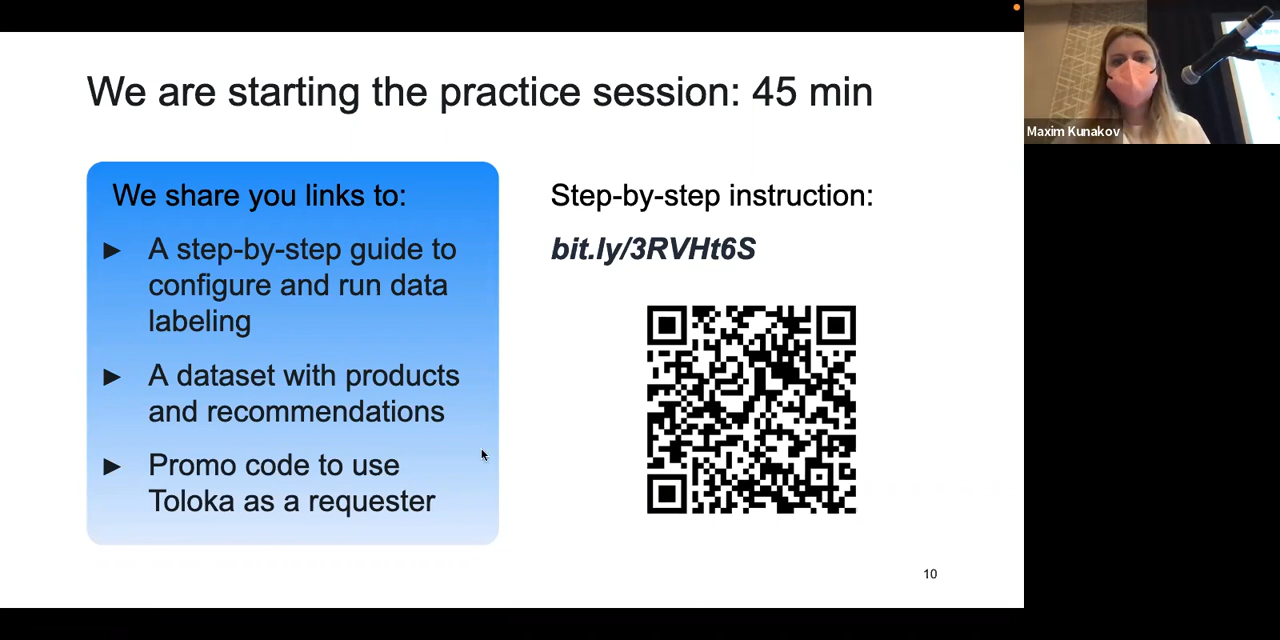 We are starting the practice session: 45 min
We share you links to:
► A step-by-step guide to
configure and run data
labeling
► A dataset with products
and recommendations
► Promo code to use
Toloka as a requester
Step-by-step instruction:
bit.ly/3RVHt6S
10
Maxim Kunakov